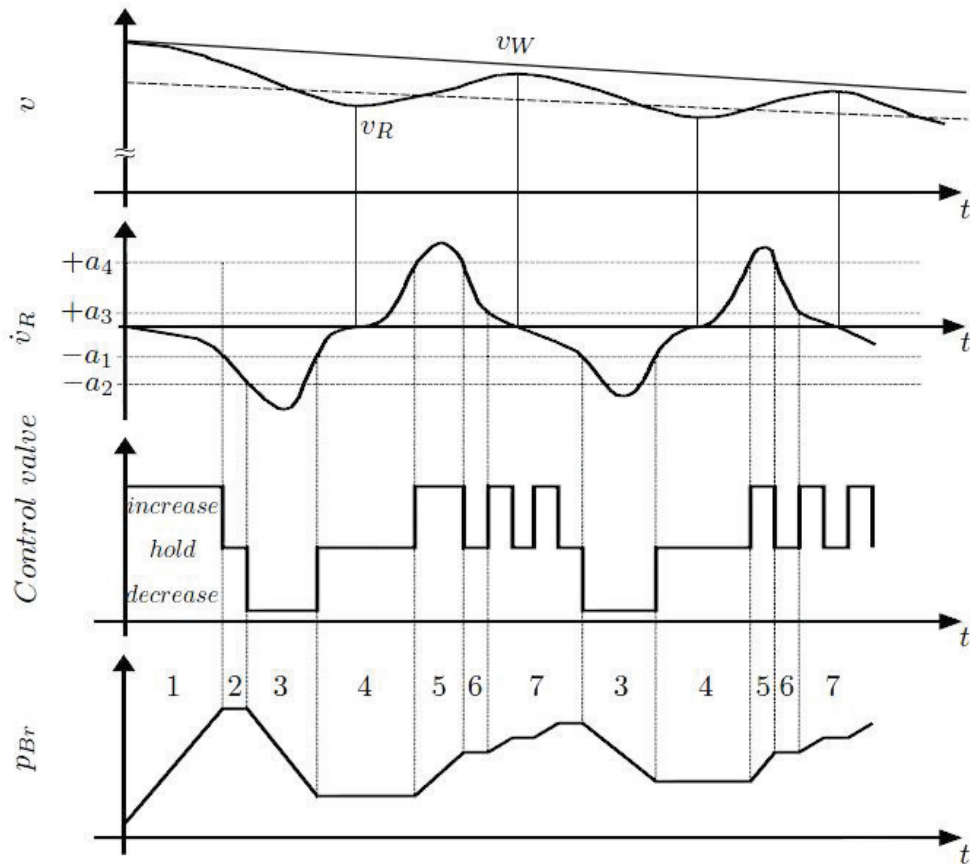 v
v_W
v_R
t
v̇_R
+a_4
+a_3
−a_1
−a_2
t
Control valve
increase
hold
decrease
t
p_Br
1 2 3 4 5 6 7 3 4 5 6 7
t